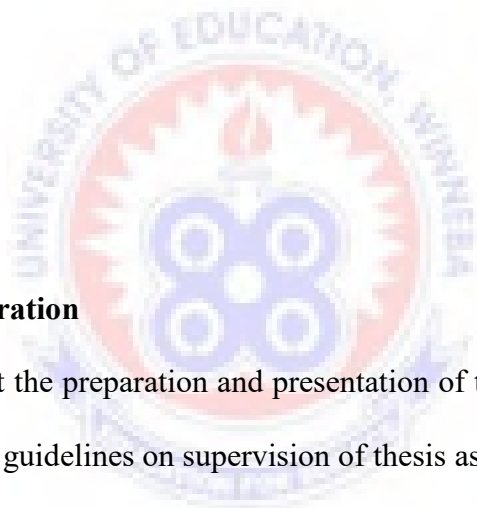 UNIVERSITY OF EDUCATION, WINNEBA
ration
t the preparation and presentation of t
guidelines on supervision of thesis as